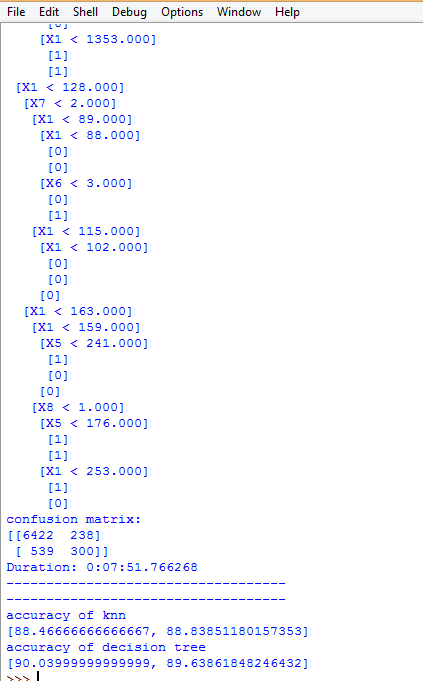 File Edit Shell Debug Options Window Help
[0]
[X1 < 1353.000]
[1]
[1]
[X1 < 128.000]
[X7 < 2.000]
[X1 < 89.000]
[X1 < 88.000]
[0]
[0]
[X6 < 3.000]
[0]
[1]
[X1 < 115.000]
[X1 < 102.000]
[0]
[0]
[0]
[X1 < 163.000]
[X1 < 159.000]
[X5 < 241.000]
[1]
[0]
[0]
[X8 < 1.000]
[X5 < 176.000]
[1]
[1]
[X1 < 253.000]
[1]
[0]
confusion matrix:
[[6422 238]
[ 539 300]]
Duration: 0:07:51.766268
-----------------------------------
-----------------------------------
accuracy of knn
[88.46666666666667, 88.83851180157353]
accuracy of decision tree
[90.03999999999999, 89.63861848246432]
>>>